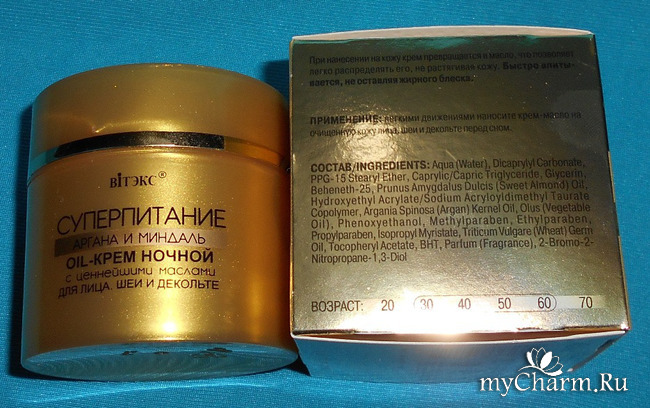 ВІТЭКС®
СУПЕРПИТАНИЕ
АРГАНА И МИНДАЛЬ
OIL-КРЕМ НОЧНОЙ
с ценнейшими маслами
ДЛЯ ЛИЦА, ШЕИ И ДЕКОЛЬТЕ
При нанесении на кожу крем превращается в масло, что позволяет
легко распределять его, не растягивая кожу. Быстро впиты-
вается, не оставляя жирного блеска.
ПРИМЕНЕНИЕ: легкими движениями наносите крем-масло на
очищенную кожу лица, шеи и декольте перед сном.
СОСТАВ/INGREDIENTS: Aqua (Water), Dicaprylyl Carbonate,
PPG-15 Stearyl Ether, Caprylic/Capric Triglyceride, Glycerin,
Beheneth-25, Prunus Amygdalus Dulcis (Sweet Almond) Oil,
Hydroxyethyl Acrylate/Sodium Acryloyldimethyl Taurate
Copolymer, Argania Spinosa (Argan) Kernel Oil, Olus (Vegetable
Oil), Phenoxyethanol, Methylparaben, Ethylparaben,
Propylparaben, Isopropyl Myristate, Triticum Vulgare (Wheat) Germ
Oil, Tocopheryl Acetate, BHT, Parfum (Fragrance), 2-Bromo-2-
Nitropropane-1,3-Diol
ВОЗРАСТ: 20 30 40 50 60 70
myCharm.Ru